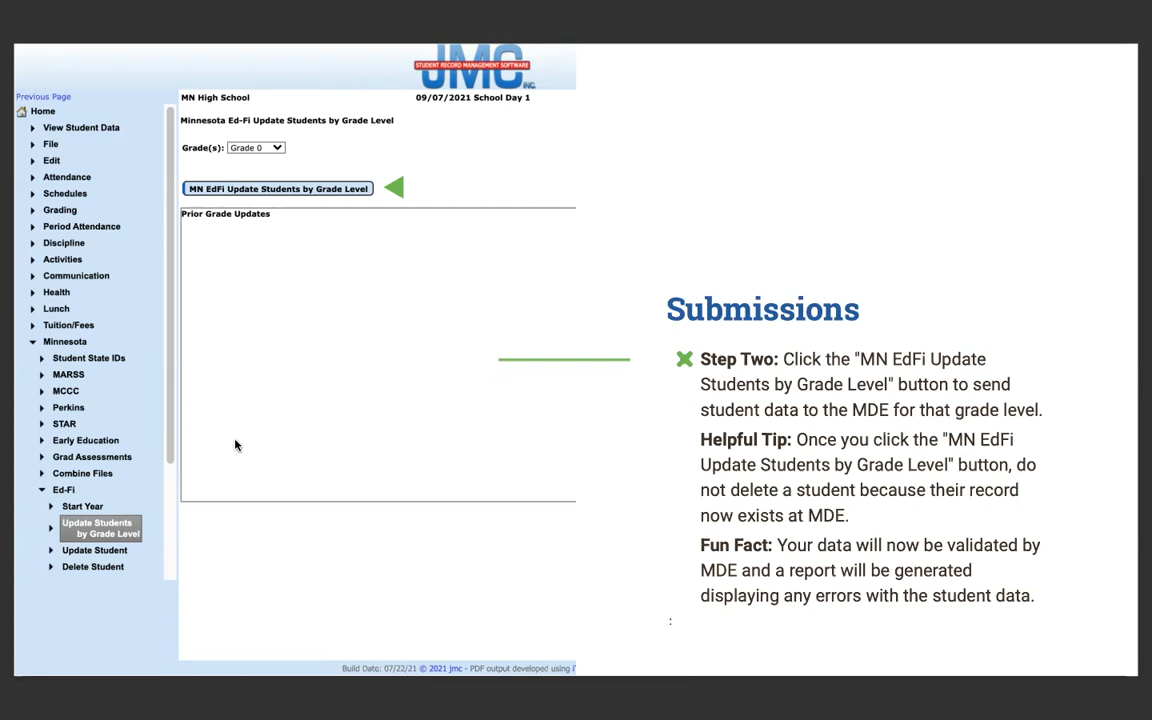 JMC
STUDENT RECORD MANAGEMENT SOFTWARE
INC.
Previous Page
Home
View Student Data
File
Edit
Attendance
Schedules
Grading
Period Attendance
Discipline
Activities
Communication
Health
Lunch
Tuition/Fees
Minnesota
Student State IDs
MARSS
MCCC
Perkins
STAR
Early Education
Grad Assessments
Combine Files
Ed-Fi
Start Year
Update Students
by Grade Level
Update Student
Delete Student
MN High School 09/07/2021 School Day 1
Minnesota Ed-Fi Update Students by Grade Level
Grade(s): Grade 0
MN EdFi Update Students by Grade Level
Prior Grade Updates
Build Date: 07/22/21 © 2021 jmc - PDF output developed using
Submissions
Step Two: Click the "MN EdFi Update
Students by Grade Level" button to send
student data to the MDE for that grade level.
Helpful Tip: Once you click the "MN EdFi
Update Students by Grade Level" button, do
not delete a student because their record
now exists at MDE.
Fun Fact: Your data will now be validated by
MDE and a report will be generated
displaying any errors with the student data.
: